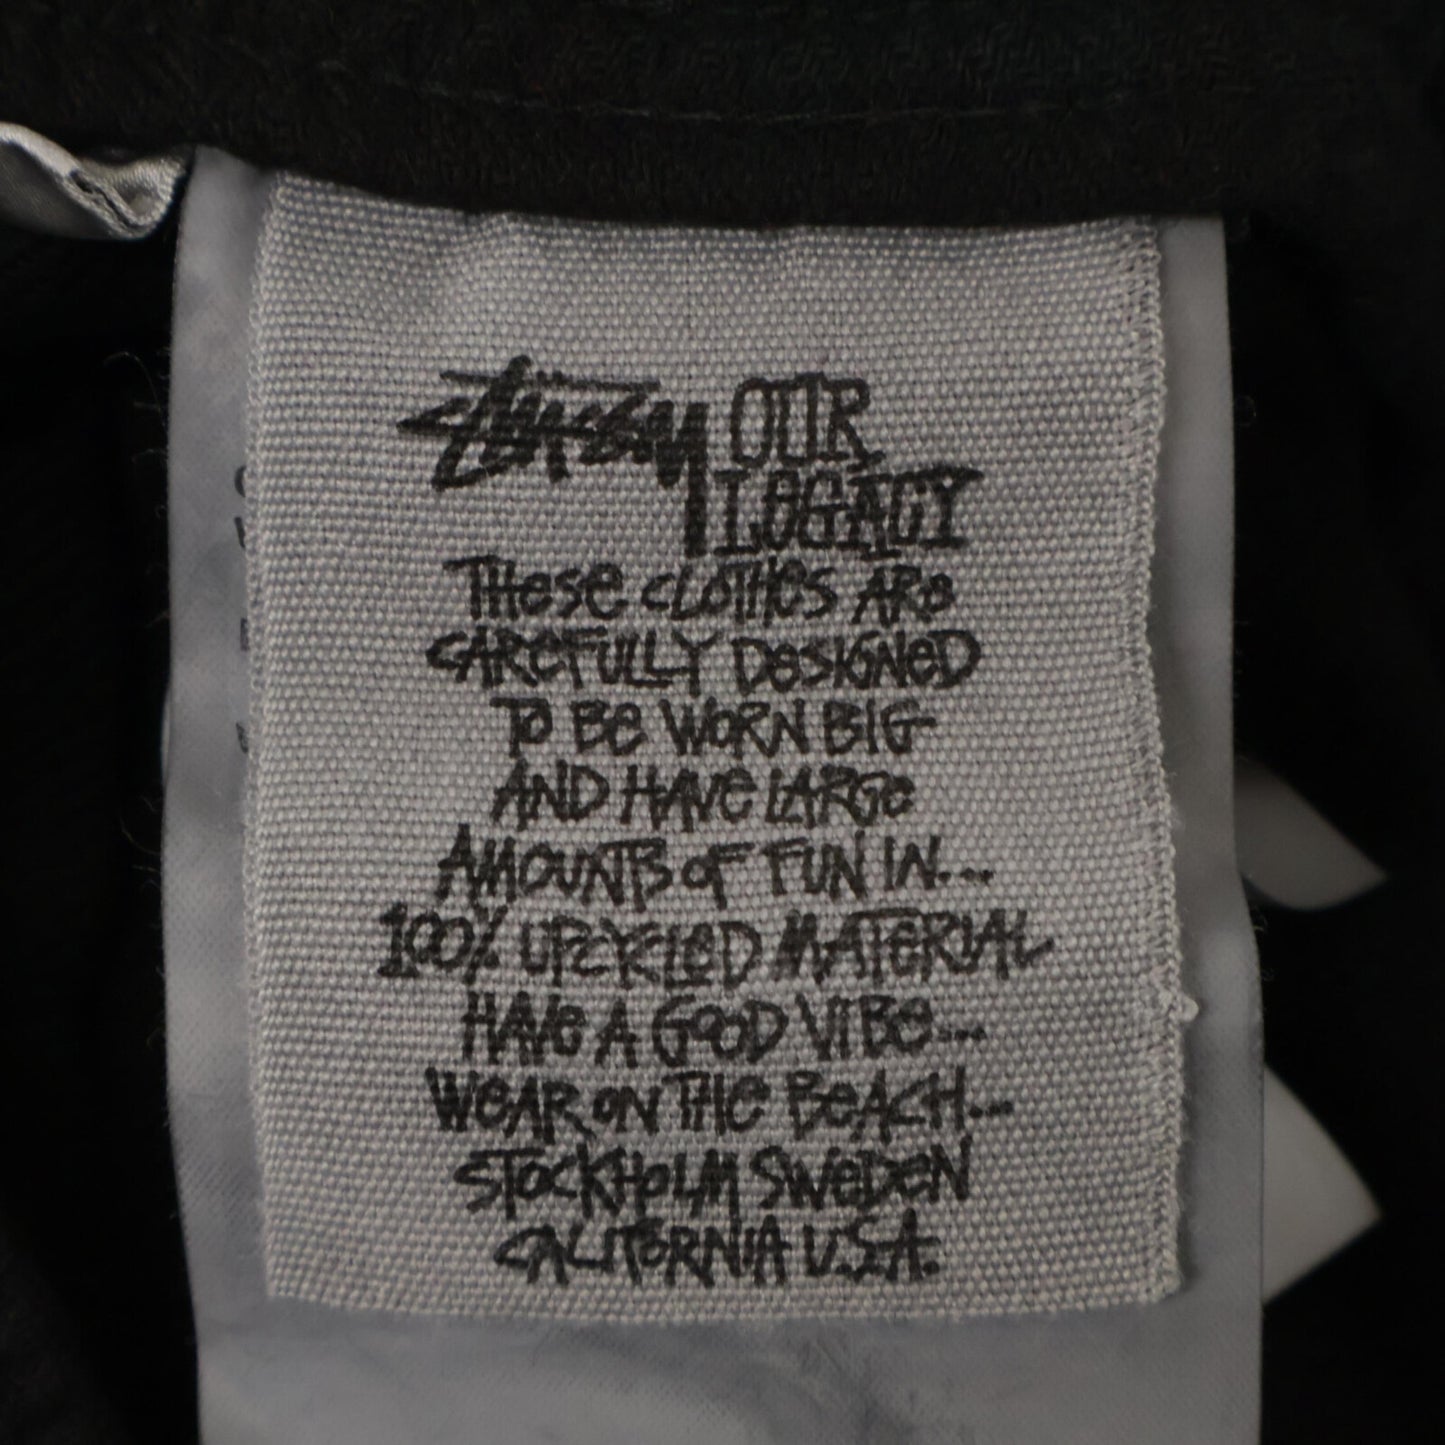 Stüssy OUR
LEGACY
THESE CLOTHES ARE
CAREFULLY DESIGNED
TO BE WORN BIG
AND HAVE LARGE
AMOUNTS OF FUN IN...
100% UPCYCLED MATERIAL
HAVE A GOOD VIBE...
WEAR ON THE BEACH...
STOCKHOLM SWEDEN
CALIFORNIA U.S.A.